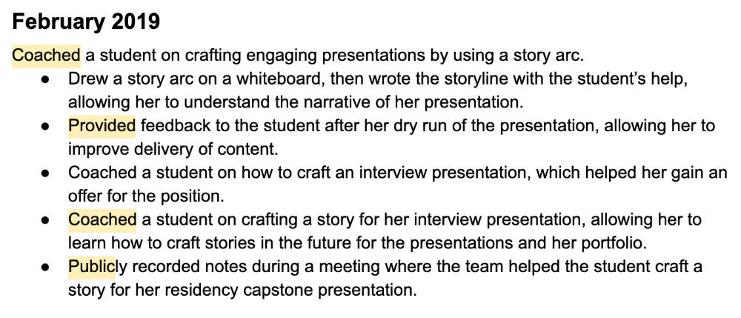 February 2019
Coached a student on crafting engaging presentations by using a story arc.
● Drew a story arc on a whiteboard, then wrote the storyline with the student’s help,
allowing her to understand the narrative of her presentation.
● Provided feedback to the student after her dry run of the presentation, allowing her to
improve delivery of content.
● Coached a student on how to craft an interview presentation, which helped her gain an
offer for the position.
● Coached a student on crafting a story for her interview presentation, allowing her to
learn how to craft stories in the future for the presentations and her portfolio.
● Publicly recorded notes during a meeting where the team helped the student craft a
story for her residency capstone presentation.